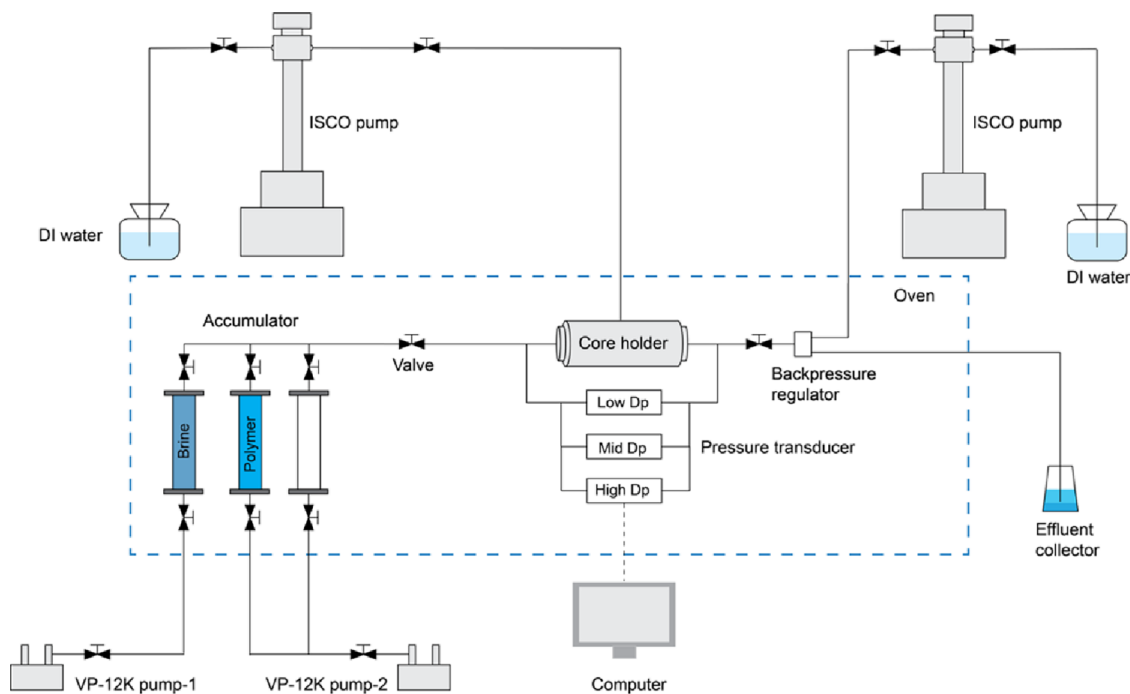 ISCO pump
ISCO pump
DI water
DI water
Oven
Accumulator
Core holder
Valve
Backpressure
regulator
Low Dp
Brine
Polymer
Mid Dp
Pressure transducer
High Dp
Effluent
collector
VP-12K pump-1
VP-12K pump-2
Computer